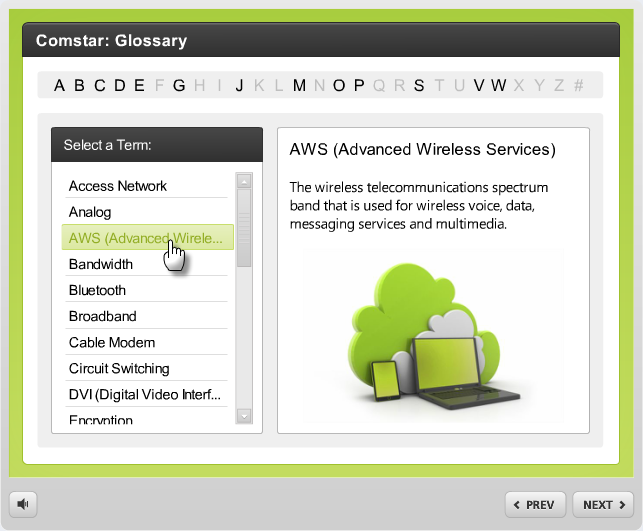 Comstar: Glossary
A B C D E F G H I J K L M N O P Q R S T U V W X Y Z #
Select a Term:
AWS (Advanced Wireless Services)
Access Network
Analog
AWS (Advanced Wirele...
Bandwidth
Bluetooth
Broadband
Cable Modem
Circuit Switching
DVI (Digital Video Interf...
Encryption
The wireless telecommunications spectrum
band that is used for wireless voice, data,
messaging services and multimedia.
PREV
NEXT